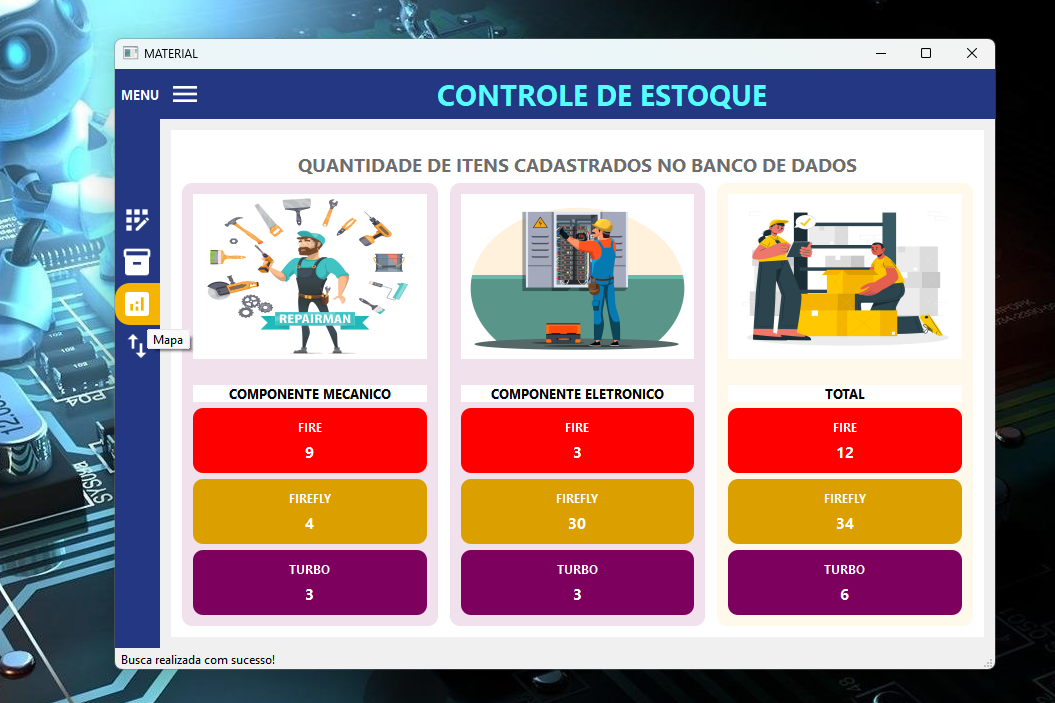 MATERIAL
MENU
CONTROLE DE ESTOQUE
QUANTIDADE DE ITENS CADASTRADOS NO BANCO DE DADOS
REPAIRMAN
Mapa
COMPONENTE MECANICO
FIRE
9
FIREFLY
4
TURBO
3
COMPONENTE ELETRONICO
FIRE
3
FIREFLY
30
TURBO
3
TOTAL
FIRE
12
FIREFLY
34
TURBO
6
Busca realizada com sucesso!